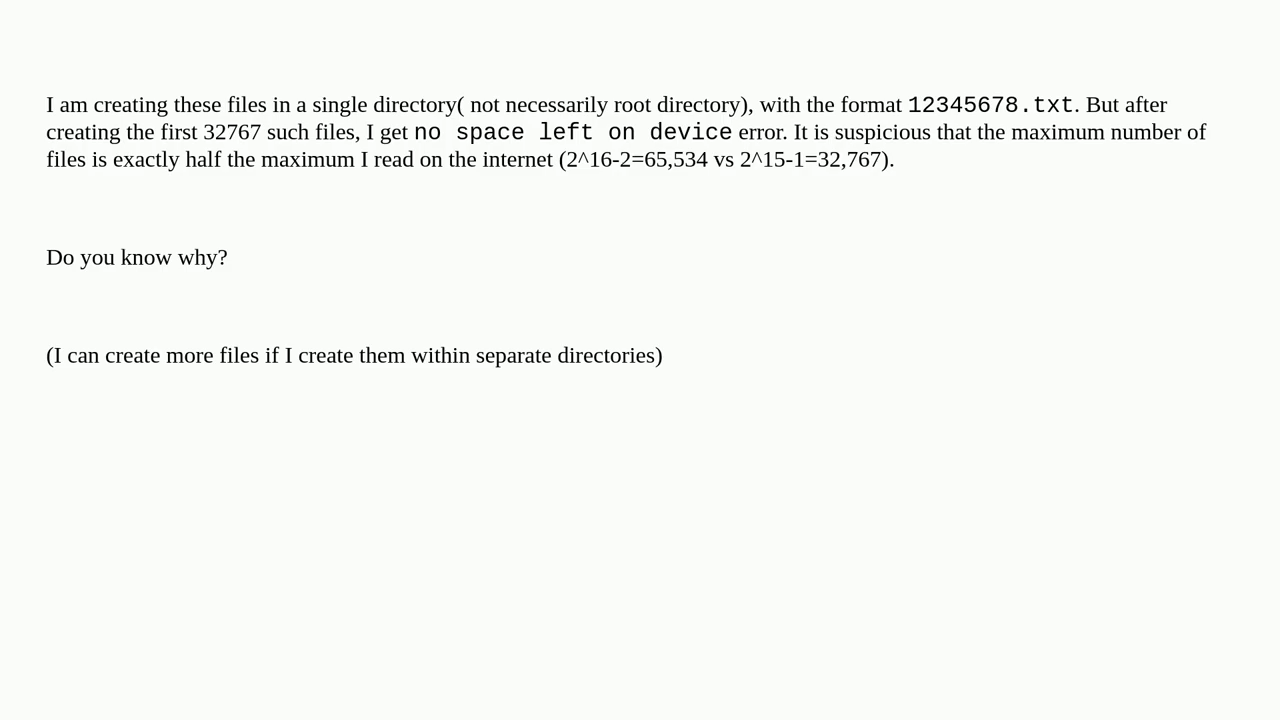 I am creating these files in a single directory( not necessarily root directory), with the format 12345678.txt. But after
creating the first 32767 such files, I get no space left on device error. It is suspicious that the maximum number of
files is exactly half the maximum I read on the internet (2^16-2=65,534 vs 2^15-1=32,767).
Do you know why?
(I can create more files if I create them within separate directories)